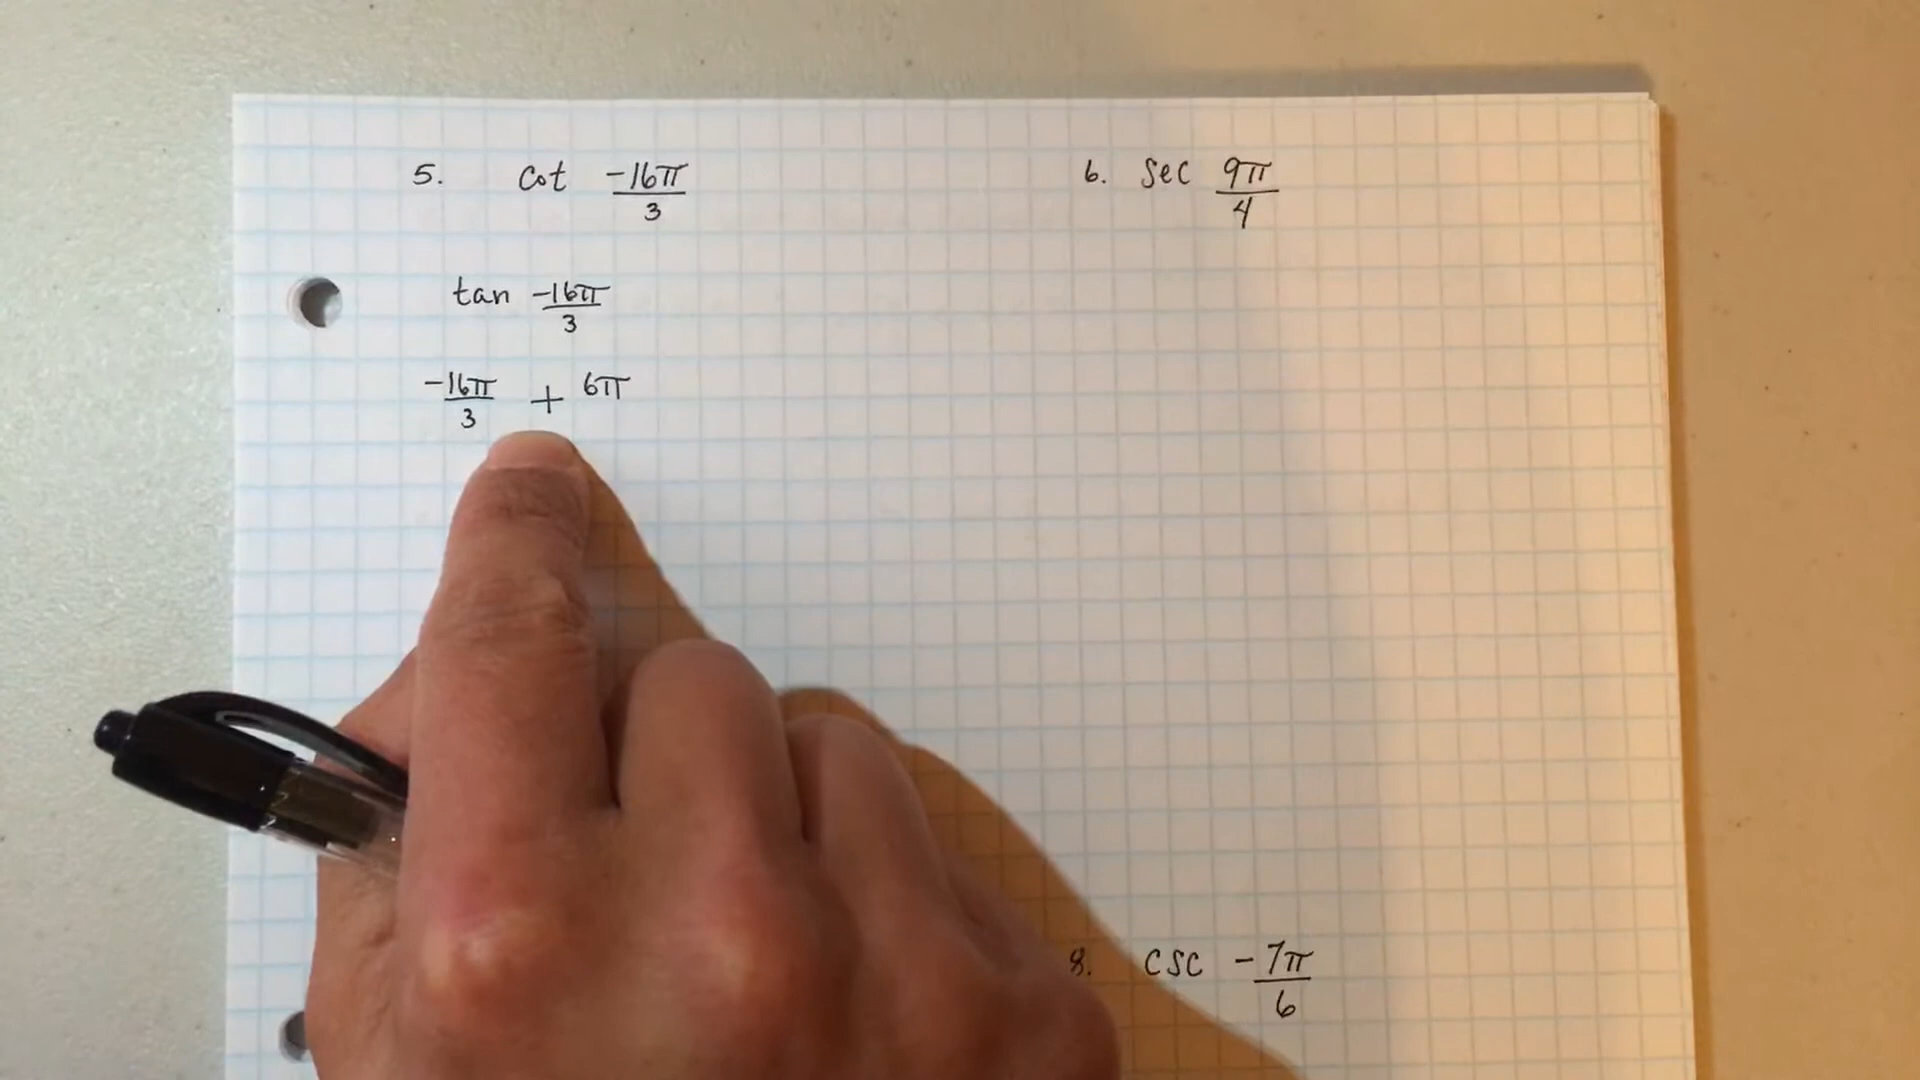 5. cot -16π/3
6. sec 9π/4
tan -16π/3
-16π/3 + 6π
8. csc -7π/6